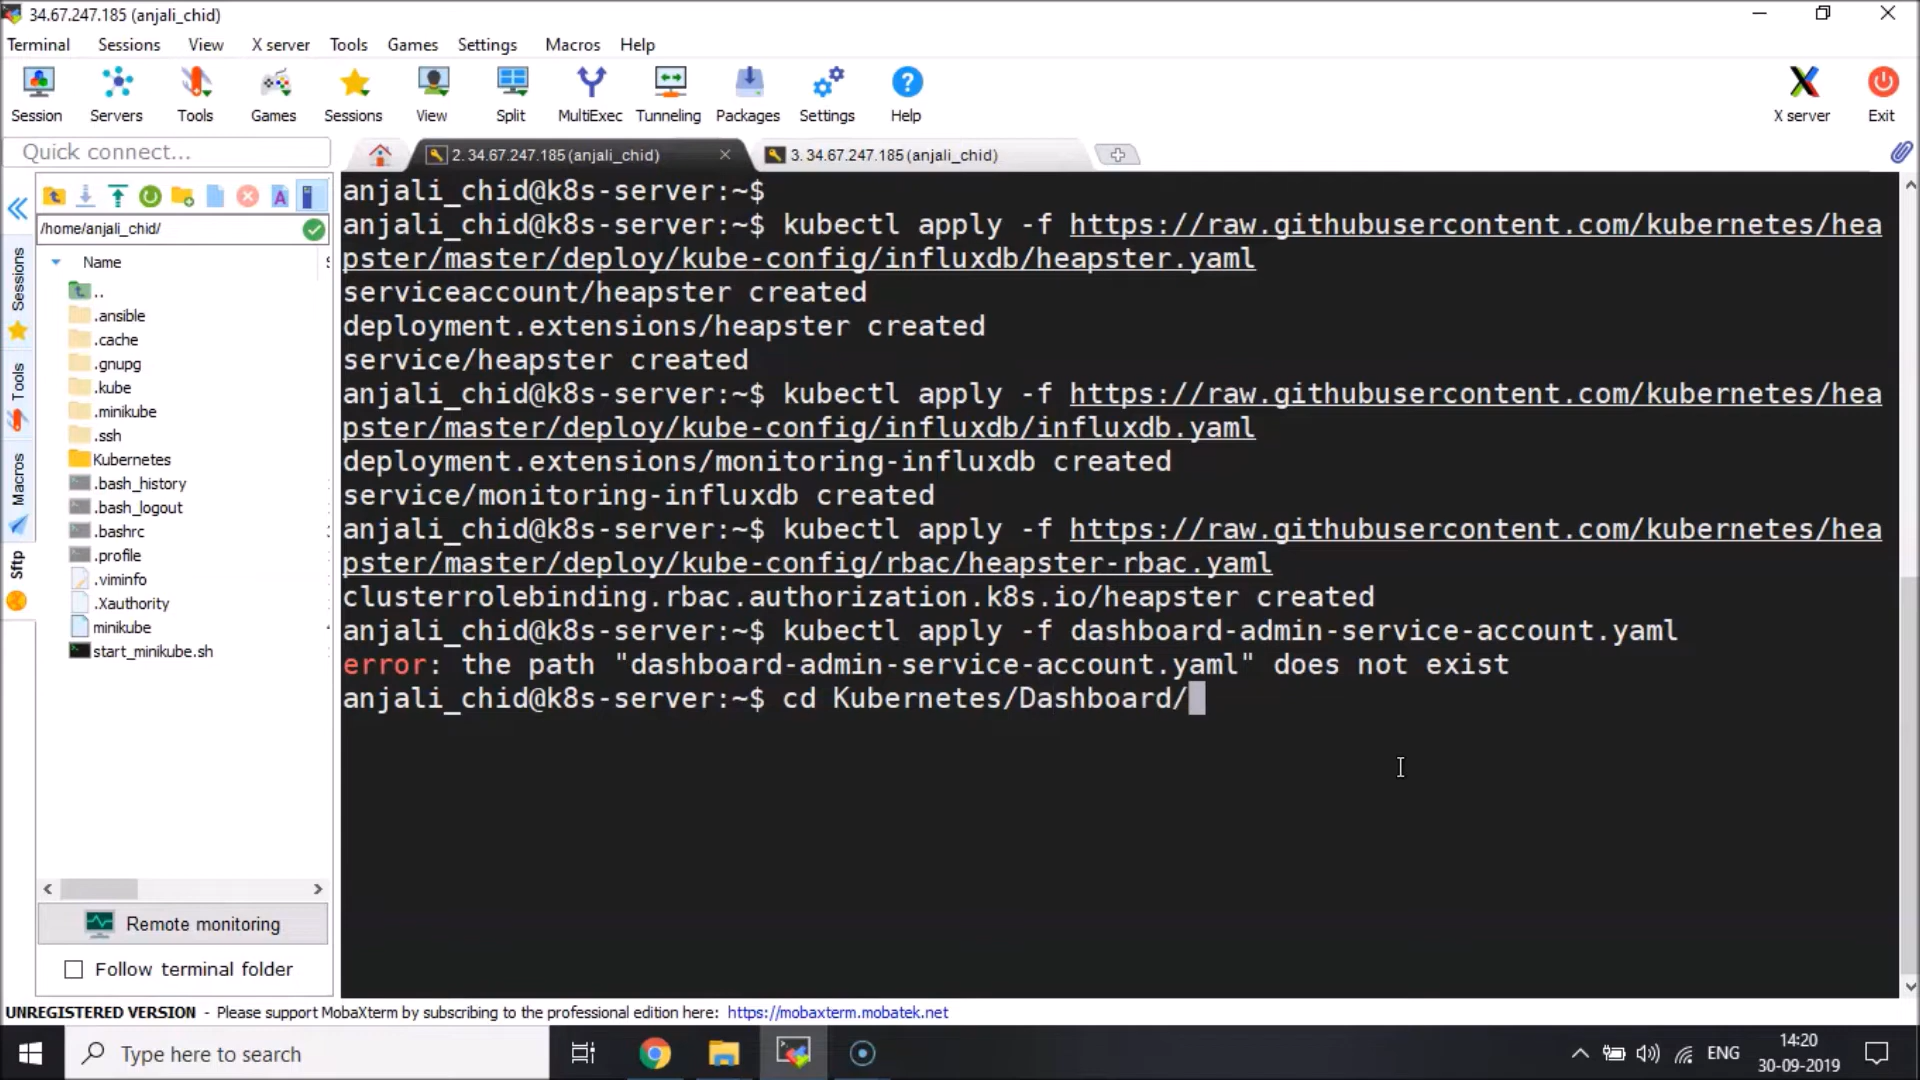 34.67.247.185 (anjali_chid)
Terminal Sessions View X server Tools Games Settings Macros Help
Session Servers Tools Games Sessions View Split MultiExec Tunneling Packages Settings Help X server Exit
Quick connect...
2. 34.67.247.185 (anjali_chid)
3. 34.67.247.185 (anjali_chid)
/home/anjali_chid/
Name
..
.ansible
.cache
.gnupg
.kube
.minikube
.ssh
Kubernetes
.bash_history
.bash_logout
.bashrc
.profile
.viminfo
.Xauthority
minikube
start_minikube.sh
Sessions
Tools
Macros
Sftp
Remote monitoring
Follow terminal folder
anjali_chid@k8s-server:~$
anjali_chid@k8s-server:~$ kubectl apply -f https://raw.githubusercontent.com/kubernetes/hea
pster/master/deploy/kube-config/influxdb/heapster.yaml
serviceaccount/heapster created
deployment.extensions/heapster created
service/heapster created
anjali_chid@k8s-server:~$ kubectl apply -f https://raw.githubusercontent.com/kubernetes/hea
pster/master/deploy/kube-config/influxdb/influxdb.yaml
deployment.extensions/monitoring-influxdb created
service/monitoring-influxdb created
anjali_chid@k8s-server:~$ kubectl apply -f https://raw.githubusercontent.com/kubernetes/hea
pster/master/deploy/kube-config/rbac/heapster-rbac.yaml
clusterrolebinding.rbac.authorization.k8s.io/heapster created
anjali_chid@k8s-server:~$ kubectl apply -f dashboard-admin-service-account.yaml
error: the path "dashboard-admin-service-account.yaml" does not exist
anjali_chid@k8s-server:~$ cd Kubernetes/Dashboard/
UNREGISTERED VERSION - Please support MobaXterm by subscribing to the professional edition here: https://mobaxterm.mobatek.net
Type here to search
ENG
14:20
30-09-2019